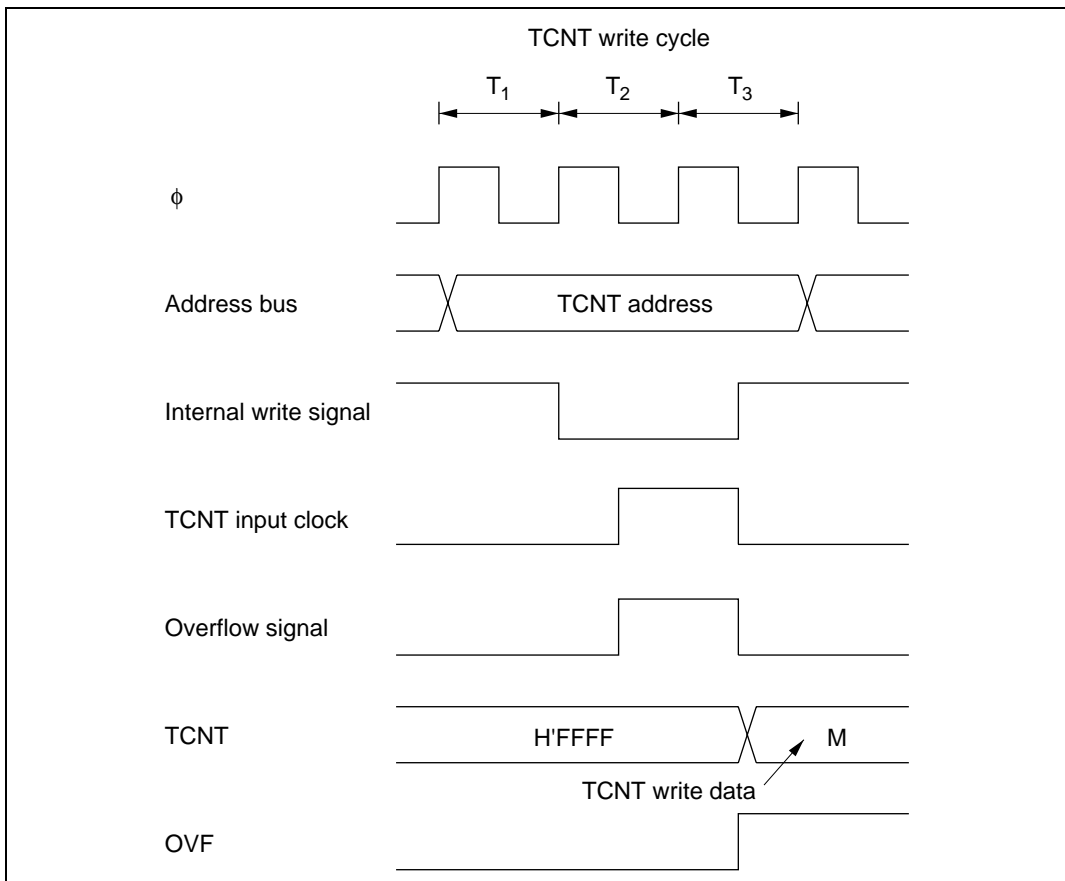 TCNT write cycle
T1 T2 T3
ϕ
Address bus
TCNT address
Internal write signal
TCNT input clock
Overflow signal
TCNT
H'FFFF
M
TCNT write data
OVF